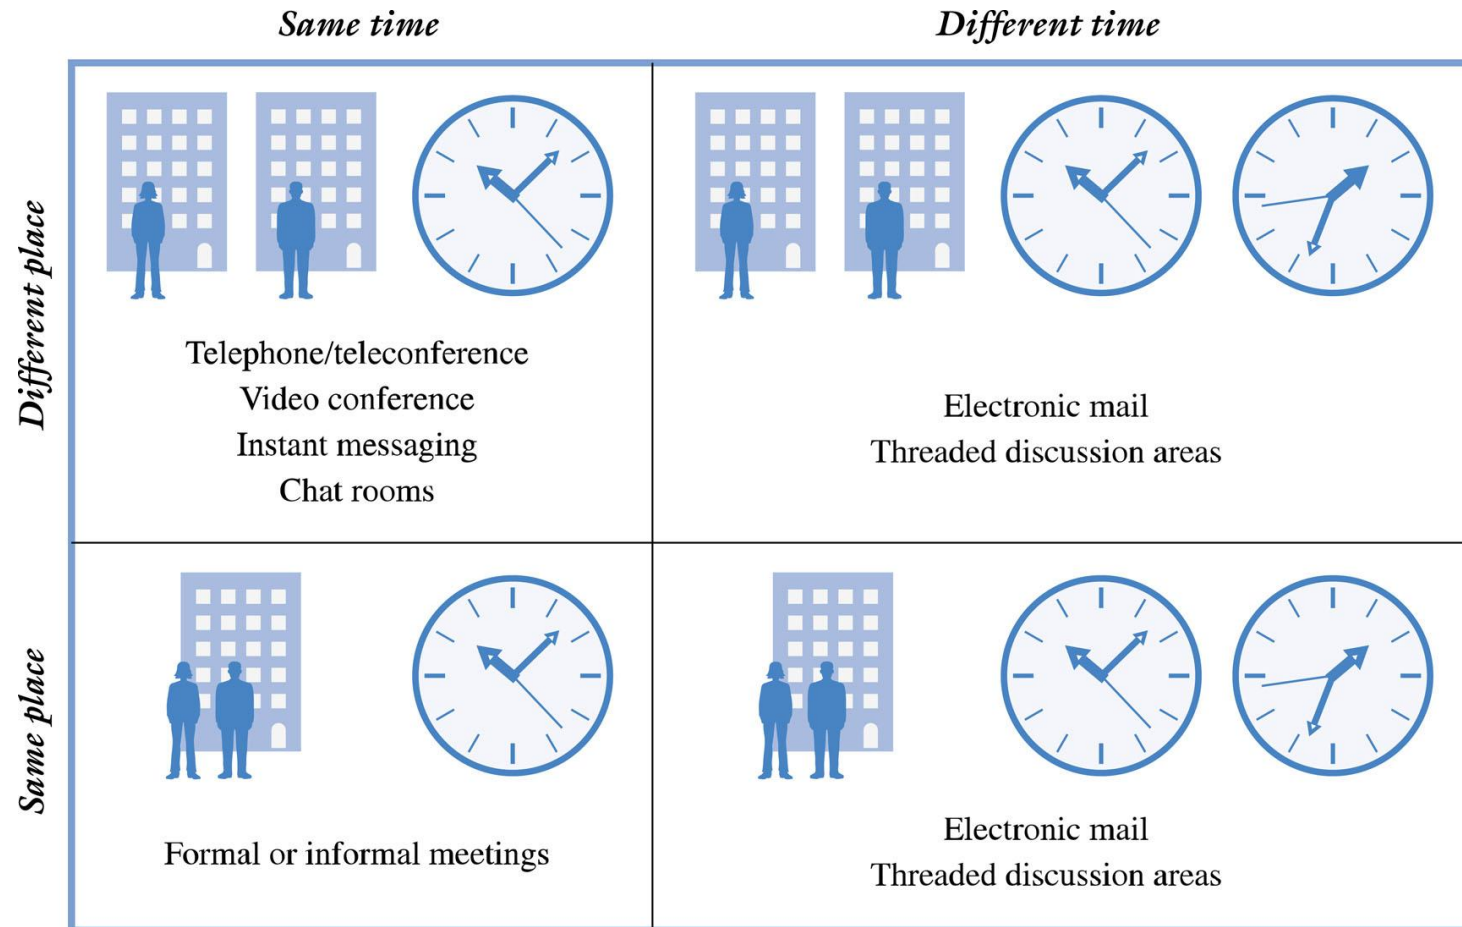 Same time
Different time
Different place
Telephone/teleconference
Video conference
Instant messaging
Chat rooms
Electronic mail
Threaded discussion areas
Same place
Formal or informal meetings
Electronic mail
Threaded discussion areas